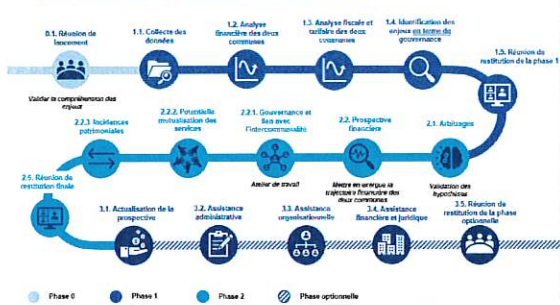 0.1. Réunion de
lancement
1.1. Collecte des
données
1.2. Analyse
financière des deux
communes
1.3. Analyse fiscale et
tarifaire des deux
communes
1.4. Identification des
enjeux en terme de
gouvernance
1.5. Réunion de
restitution de la phase 1
Valider la compréhension des
enjeux
2.2.3. Incidences
patrimoniales
2.2.2. Potentielle
mutualisation des
services
2.2.1. Gouvernance et
lien avec
l'intercommunalité
2.2. Prospective
financière
2.1. Arbitrages
Atelier de travail
Mettre en exergue la
trajectoire financière des
deux communes
Validation des
hypothèses
2.5. Réunion de
restitution finale
3.1. Actualisation de la
prospective
3.2. Assistance
administrative
3.3. Assistance
organisationnelle
3.4. Assistance
financière et juridique
3.5. Réunion de
restitution de la phase
optionnelle
Phase 0
Phase 1
Phase 2
Phase optionnelle